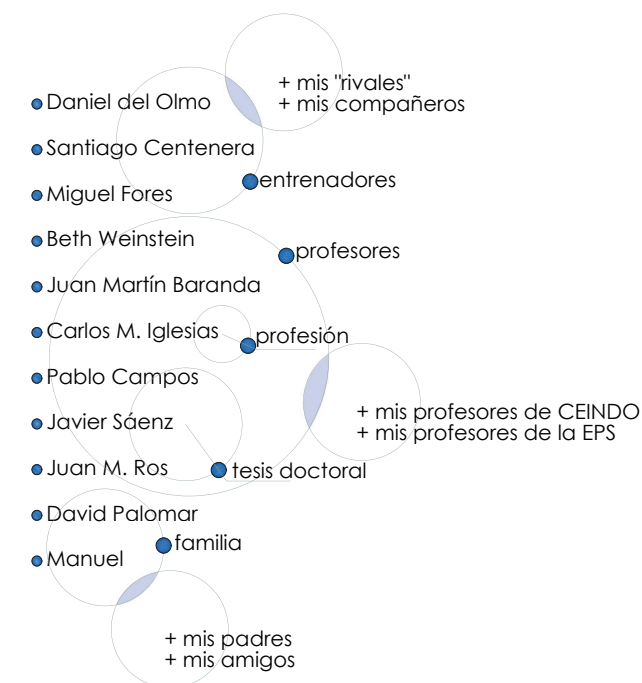 + mis "rivales"
+ mis compañeros
Daniel del Olmo
Santiago Centenera
entrenadores
Miguel Fores
Beth Weinstein
profesores
Juan Martín Baranda
Carlos M. Iglesias
profesión
Pablo Campos
+ mis profesores de CEINDO
+ mis profesores de la EPS
Javier Sáenz
Juan M. Ros
tesis doctoral
David Palomar
familia
Manuel
+ mis padres
+ mis amigos